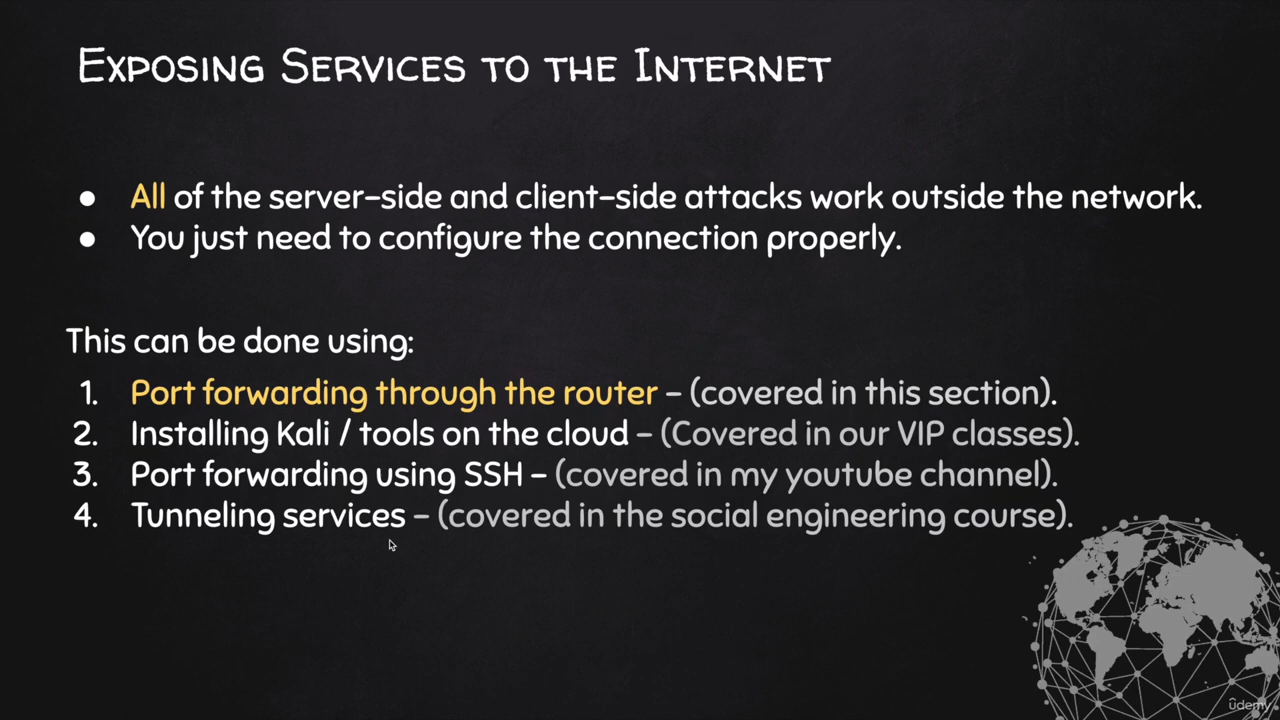 Exposing Services to the Internet
● All of the server-side and client-side attacks work outside the network.
● You just need to configure the connection properly.
This can be done using:
1. Port forwarding through the router - (covered in this section).
2. Installing Kali / tools on the cloud - (Covered in our VIP classes).
3. Port forwarding using SSH - (covered in my youtube channel).
4. Tunneling services - (covered in the social engineering course).
ûdemy